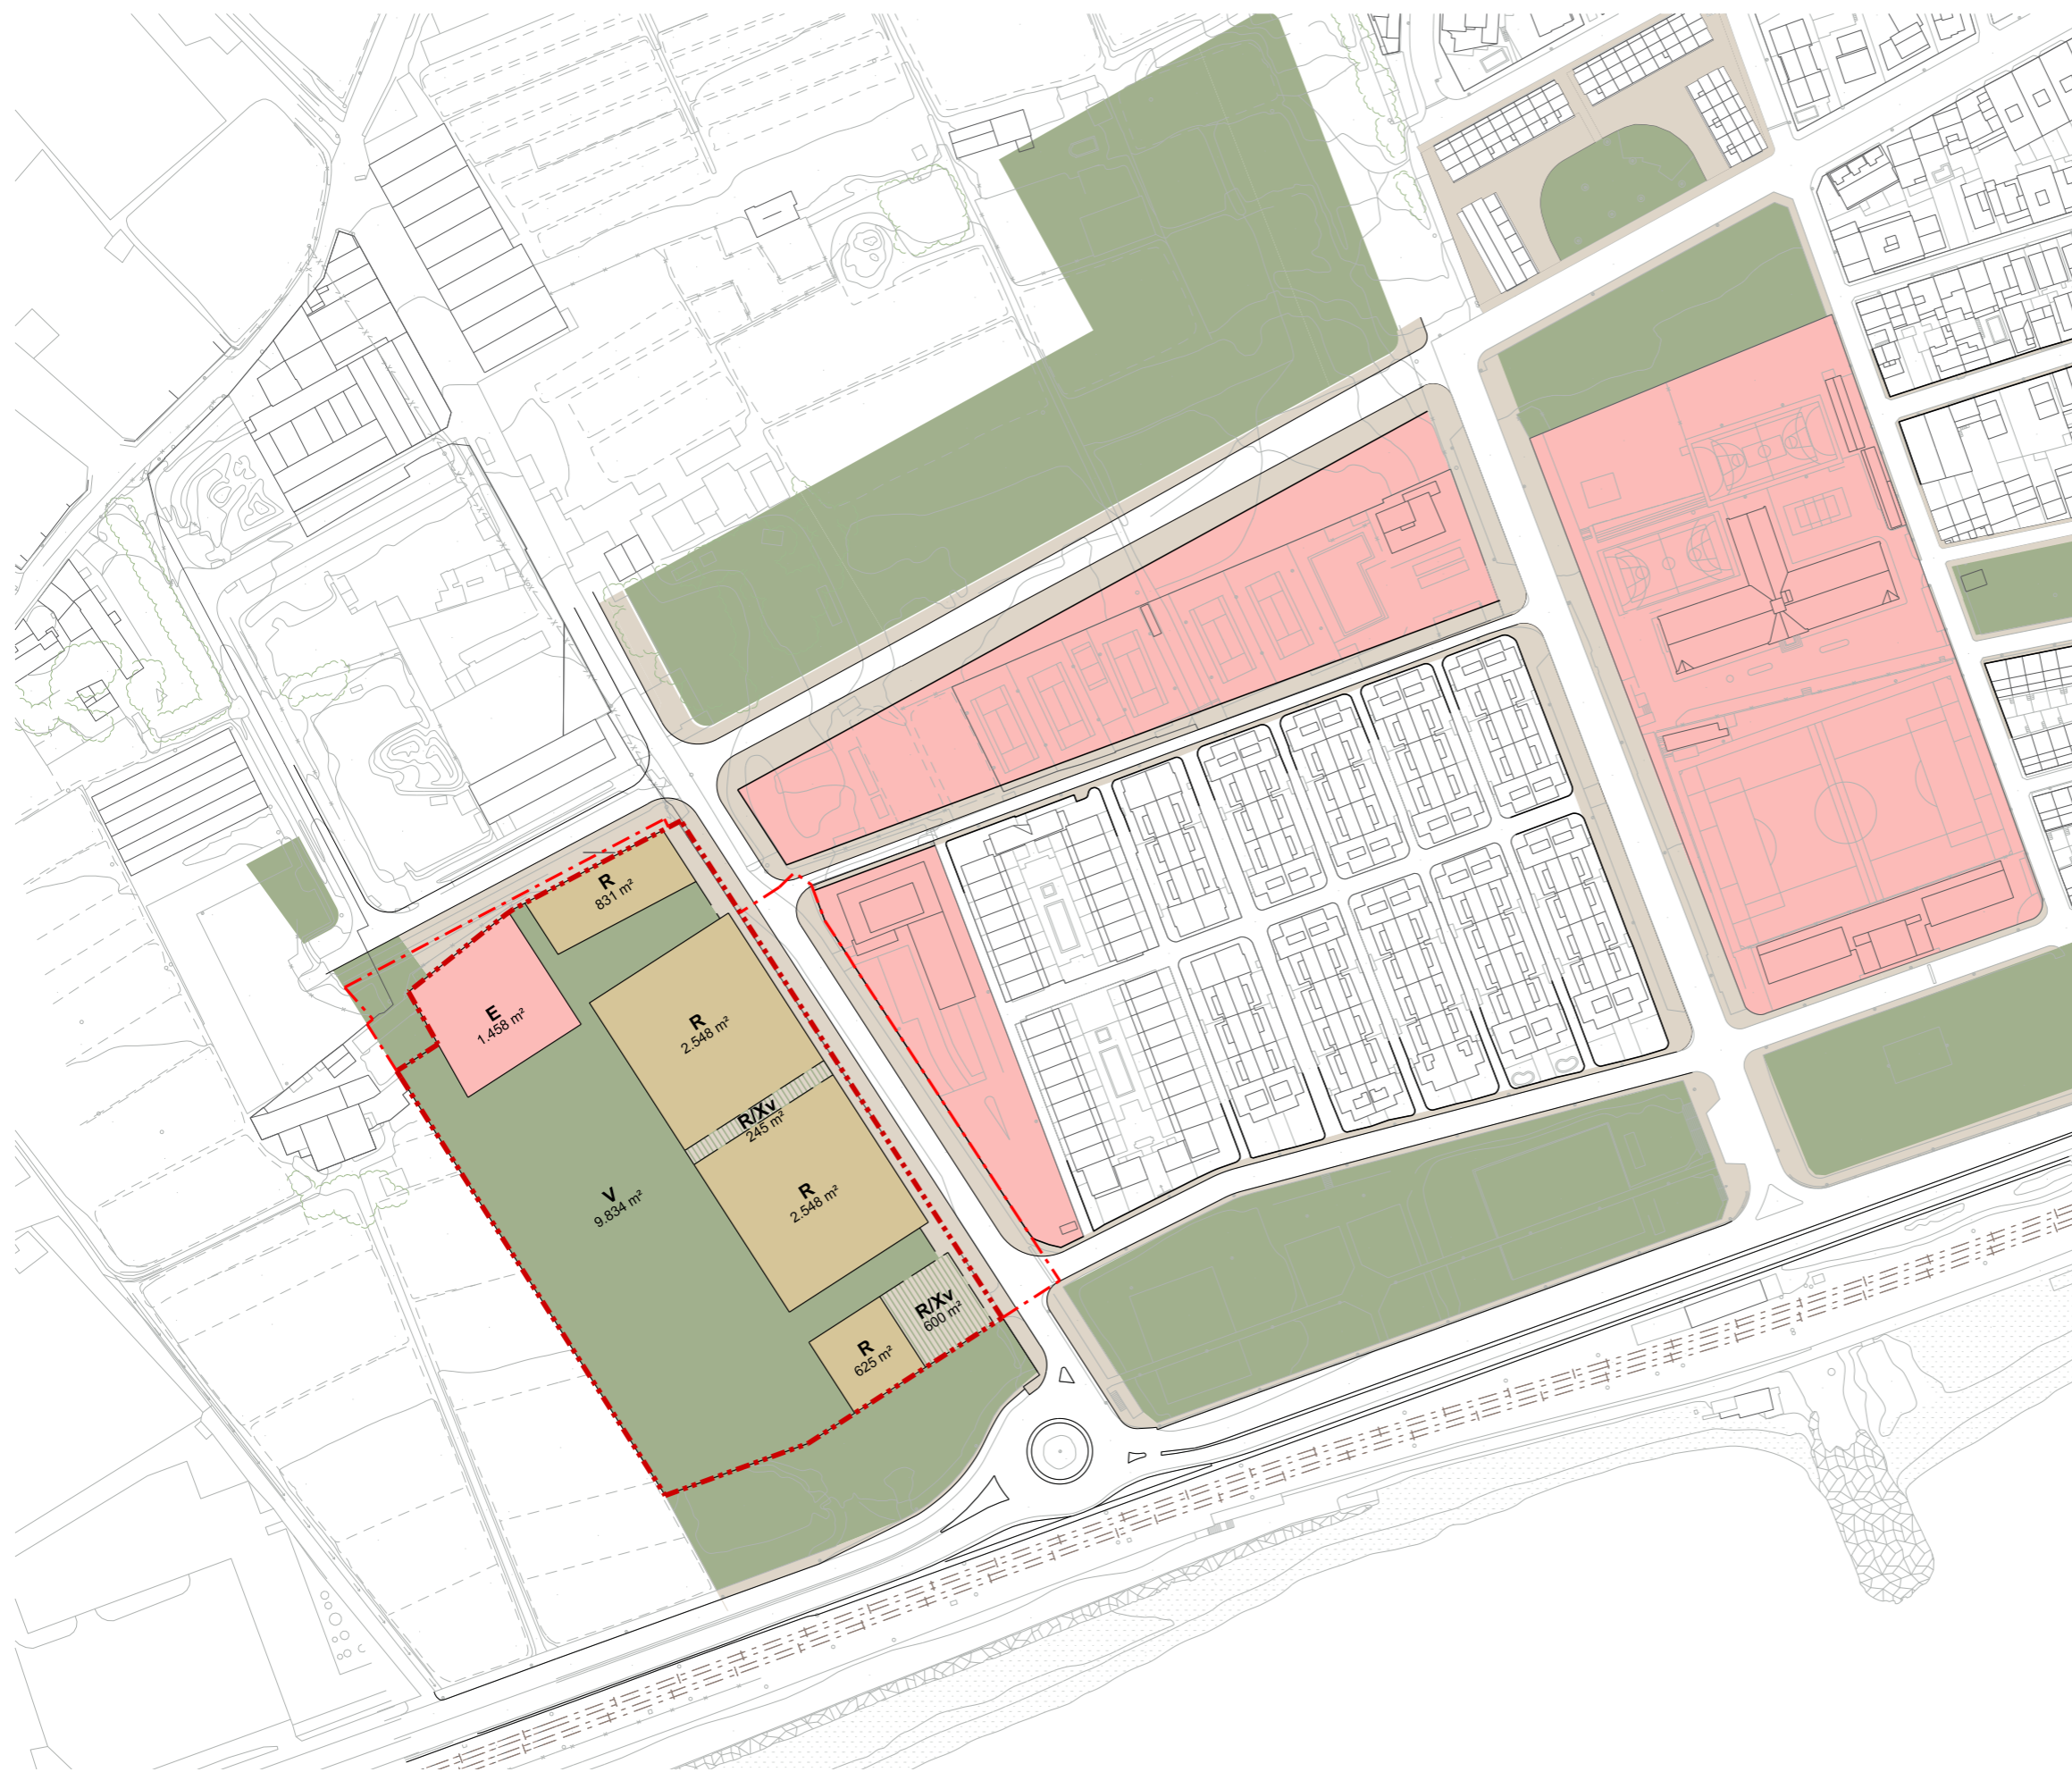 R
831 m²
E
1.458 m²
R
2.548 m²
R/Xv
245 m²
R
2.548 m²
V
9.834 m²
R/Xv
600 m²
R
625 m²